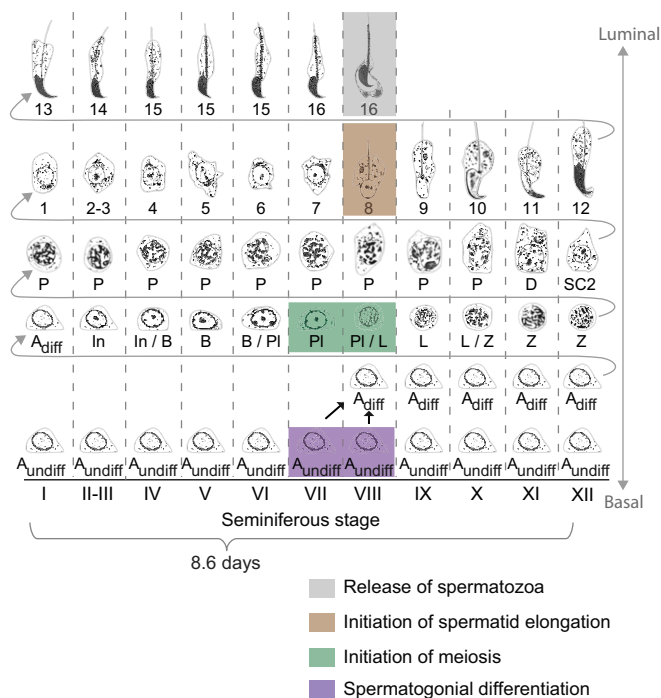 Luminal
13 14 15 15 15 16 16
1 2-3 4 5 6 7 8 9 10 11 12
P P P P P P P P P D SC2
Adiff In In / B B B / Pl Pl Pl / L L L / Z Z Z
Adiff Adiff Adiff Adiff Adiff
Aundiff Aundiff Aundiff Aundiff Aundiff Aundiff Aundiff Aundiff Aundiff Aundiff Aundiff
I II-III IV V VI VII VIII IX X XI XII
Basal
Seminiferous stage
8.6 days
Release of spermatozoa
Initiation of spermatid elongation
Initiation of meiosis
Spermatogonial differentiation